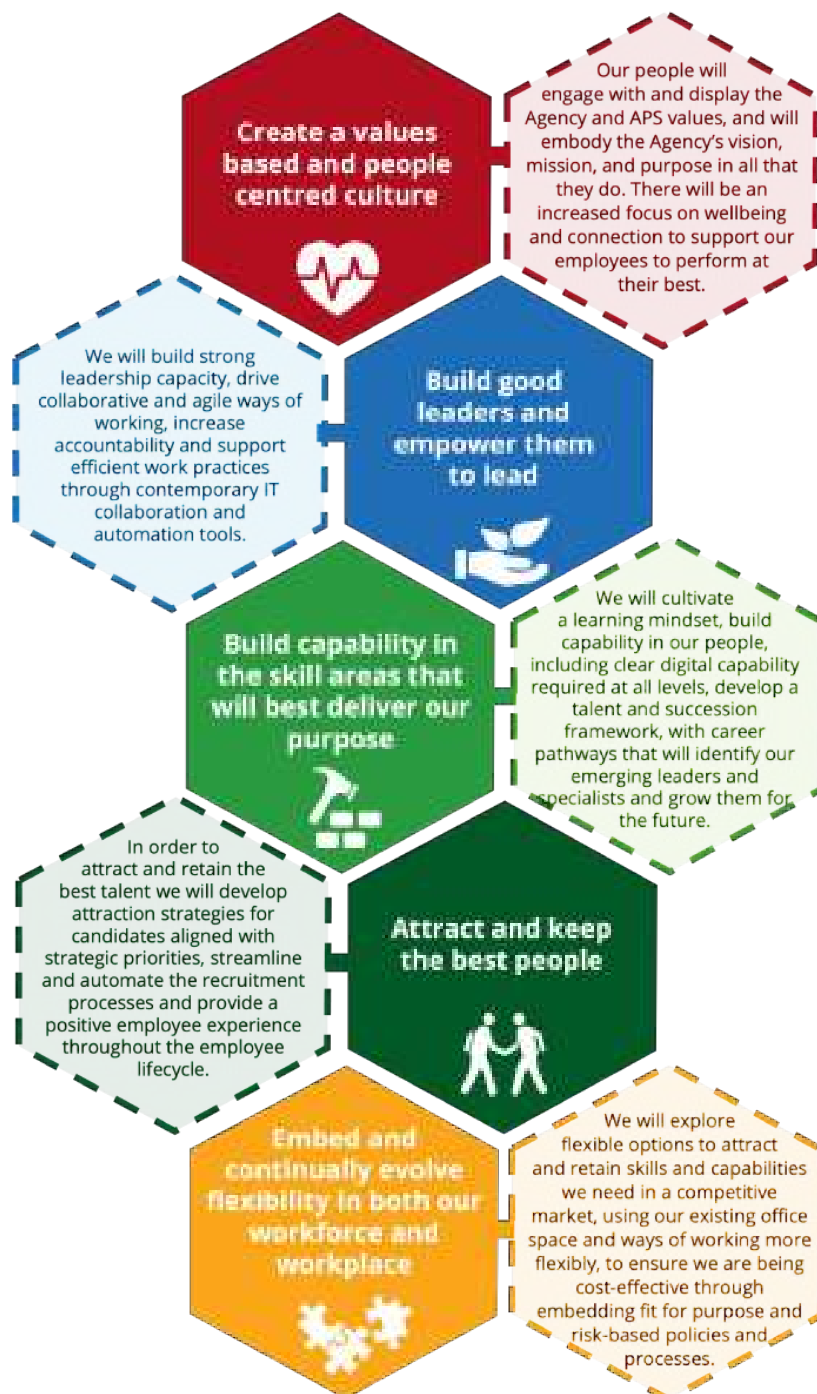 Create a values
based and people
centred culture
Our people will
engage with and display the
Agency and APS values, and will
embody the Agency's vision,
mission, and purpose in all that
they do. There will be an
increased focus on wellbeing
and connection to support our
employees to perform at
their best.
We will build strong
leadership capacity, drive
collaborative and agile ways of
working, increase
accountability and support
efficient work practices
through contemporary IT
collaboration and
automation tools.
Build good
leaders and
empower them
to lead
Build capability in
the skill areas that
will best deliver our
purpose
We will cultivate
a learning mindset, build
capability in our people,
including clear digital capability
required at all levels, develop a
talent and succession
framework, with career
pathways that will identify our
emerging leaders and
specialists and grow them for
the future.
In order to
attract and retain the
best talent we will develop
attraction strategies for
candidates aligned with
strategic priorities, streamline
and automate the recruitment
processes and provide a
positive employee experience
throughout the employee
lifecycle.
Attract and keep
the best people
Embed and
continually evolve
flexibility in both our
workforce and
workplace
We will explore
flexible options to attract
and retain skills and capabilities
we need in a competitive
market, using our existing office
space and ways of working more
flexibly, to ensure we are being
cost-effective through
embedding fit for purpose and
risk-based policies and
processes.